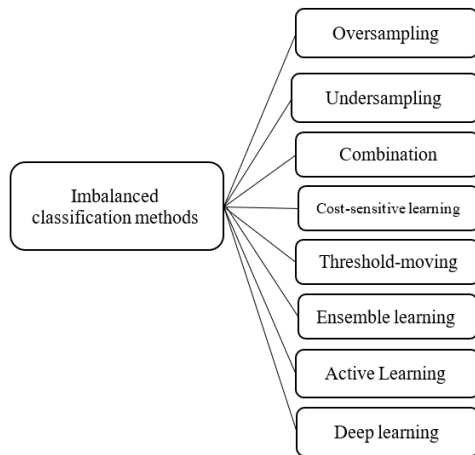 Imbalanced
classification methods
Oversampling
Undersampling
Combination
Cost-sensitive learning
Threshold-moving
Ensemble learning
Active Learning
Deep learning